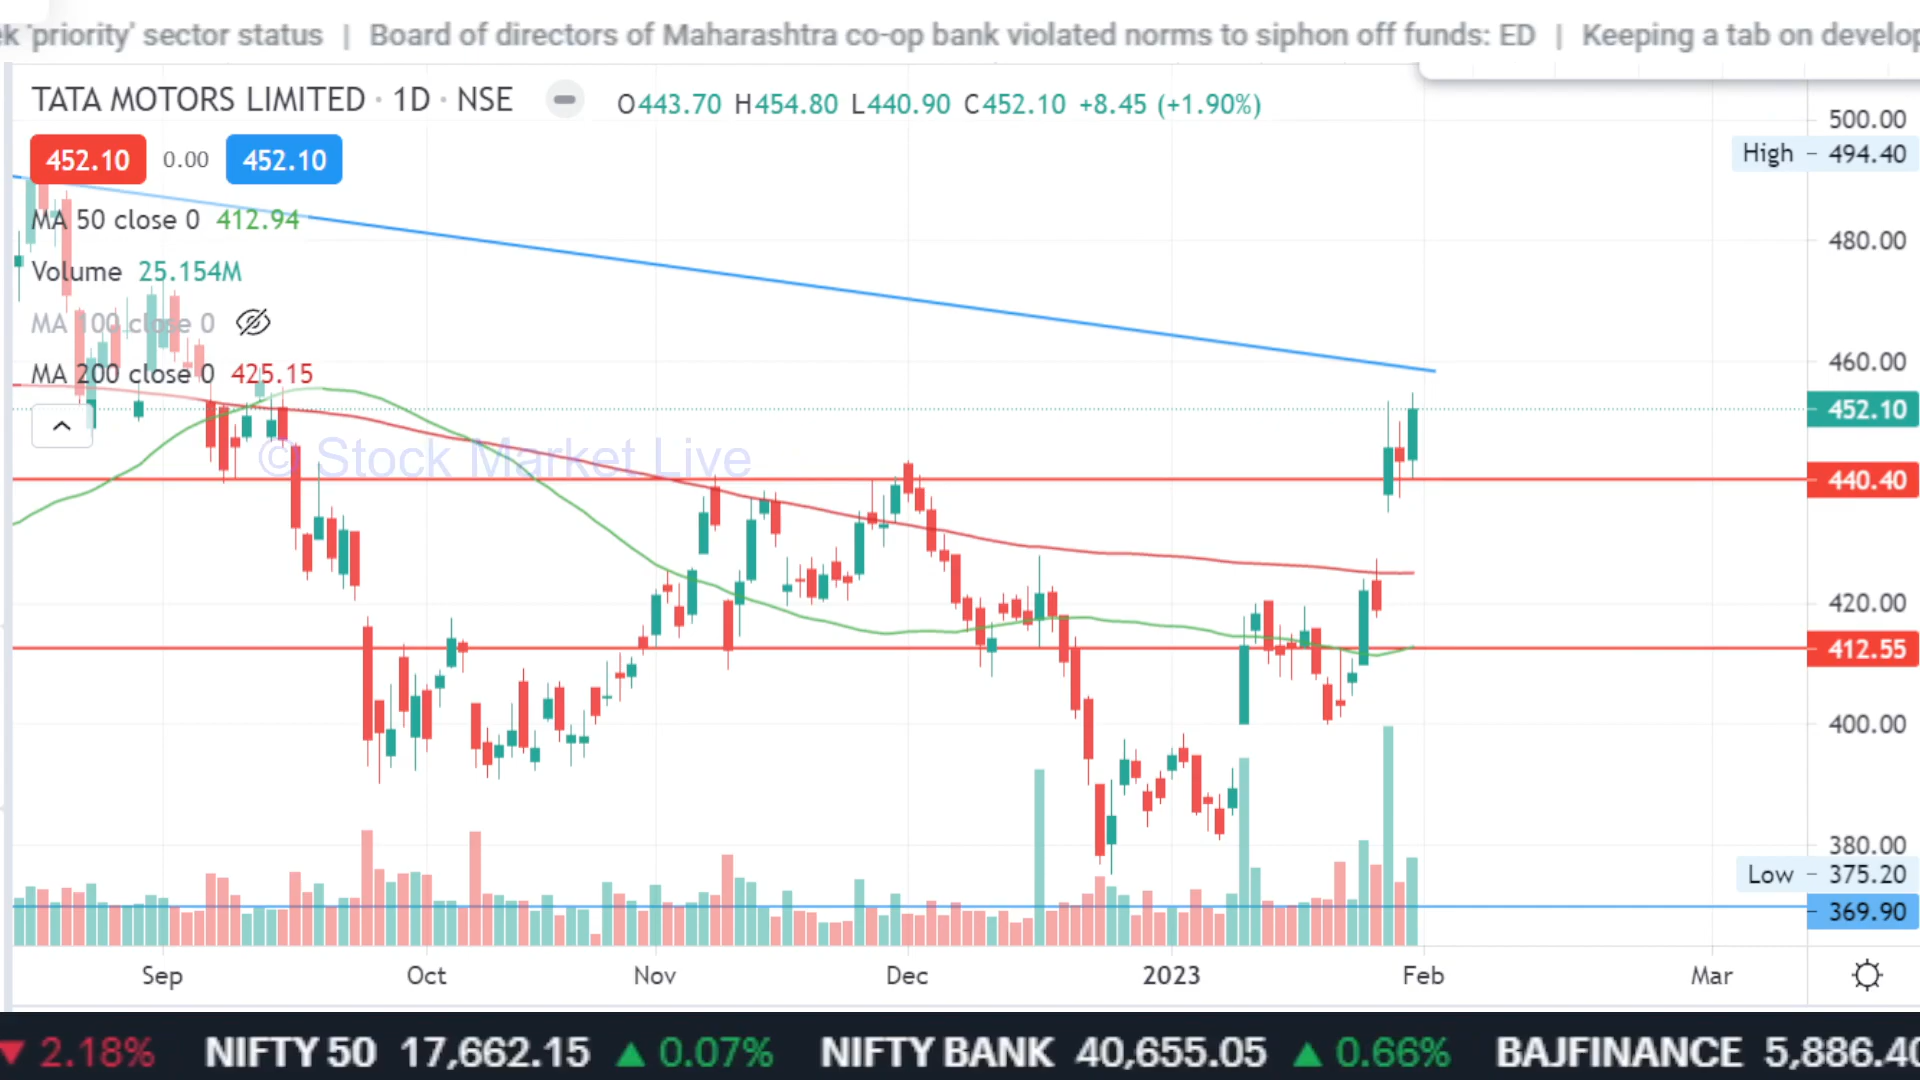 'priority' sector status | Board of directors of Maharashtra co-op bank violated norms to siphon off funds: ED | Keeping a tab on
TATA MOTORS LIMITED · 1D · NSE O443.70 H454.80 L440.90 C452.10 +8.45 (+1.90%)
452.10 0.00 452.10
MA 50 close 0 412.94
Volume 25.154M
MA 100 close 0
MA 200 close 0 425.15
© Stock Market Live
500.00
High - 494.40
480.00
460.00
452.10
440.40
420.00
412.55
400.00
380.00
Low - 375.20
369.90
Sep Oct Nov Dec 2023 Feb Mar
▼ 2.18% NIFTY 50 17,662.15 ▲ 0.07% NIFTY BANK 40,655.05 ▲ 0.66% BAJFINANCE 5,886.40